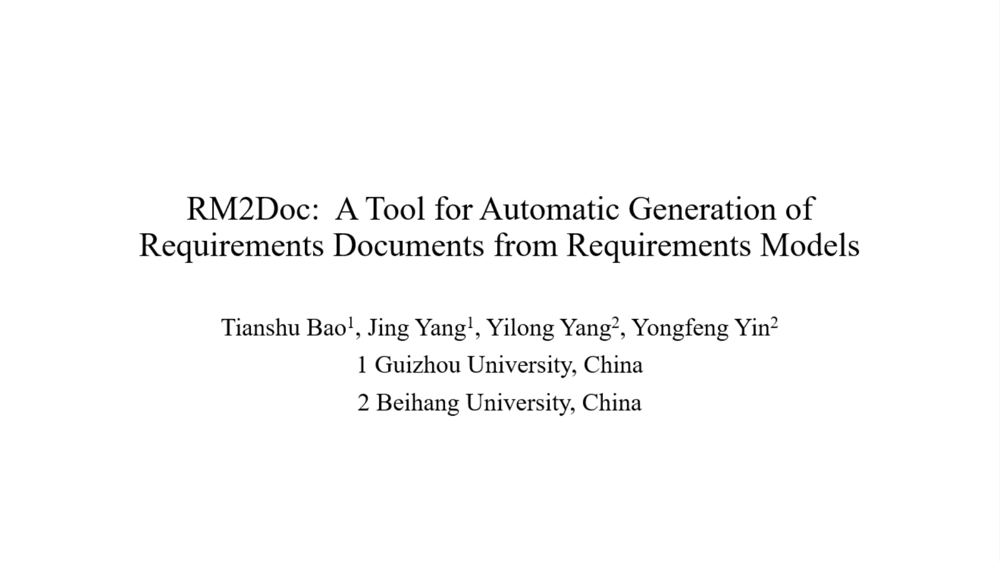 RM2Doc:  A Tool for Automatic Generation of
Requirements Documents from Requirements Models
Tianshu Bao¹, Jing Yang¹, Yilong Yang², Yongfeng Yin²
1 Guizhou University, China
2 Beihang University, China